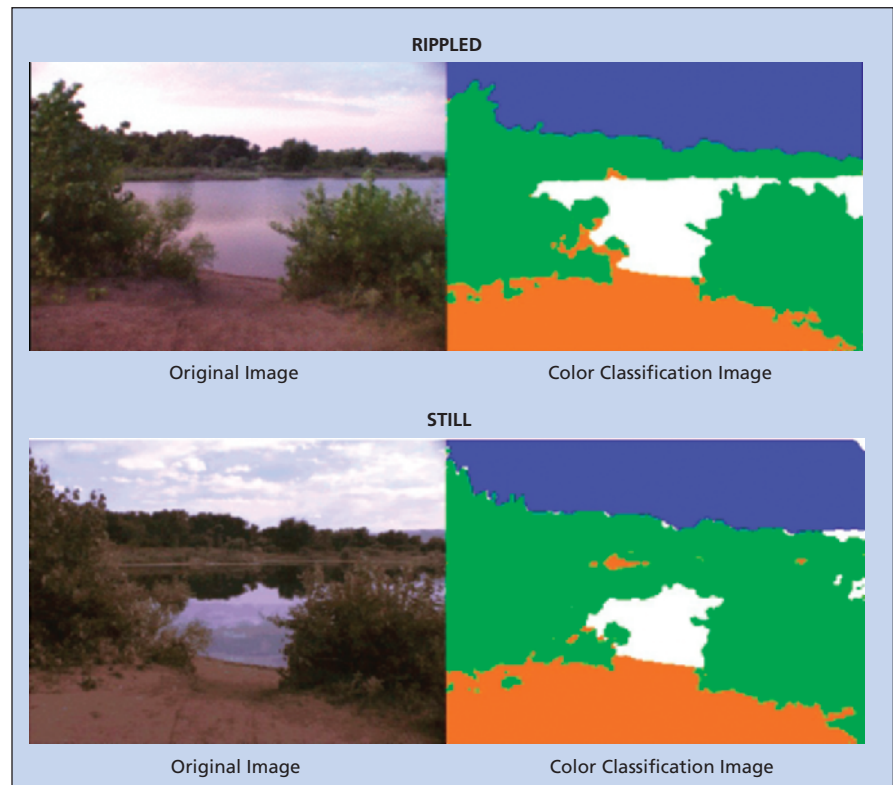 RIPPLED
Original Image
Color Classification Image
STILL
Original Image
Color Classification Image